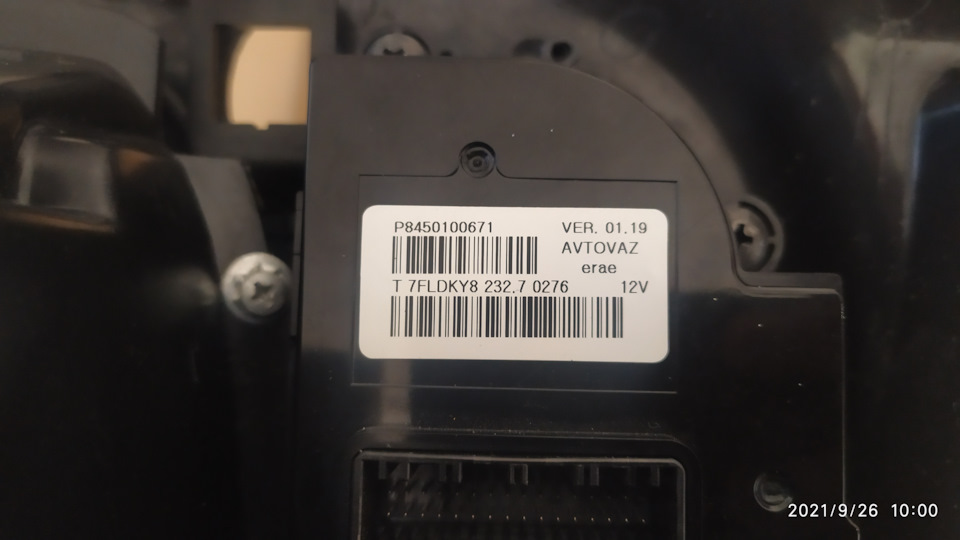 P8450100671
VER. 01.19
AVTOVAZ
erae
T 7FLDKY8 232.7 0276
12V
2021/9/26 10:00